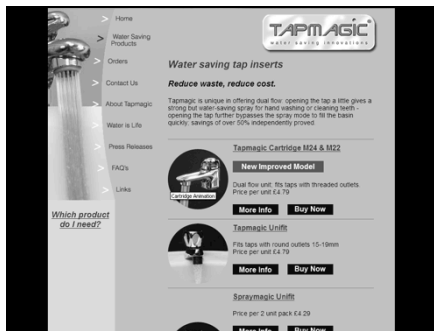 Home
Water Saving
Products
Orders
Contact Us
About Tapmagic
Water is Life
Press Releases
FAQ's
Links
Which product
do I need?
TAPMAGIC
water saving innovations
Water saving tap inserts
Reduce waste, reduce cost.
Tapmagic is unique in offering dual flow: opening the tap a little gives a
strong but water-saving spray for hand washing or cleaning teeth -
opening the tap further bypasses the spray mode to fill the basin
quickly. savings of over 50% independently proved.
Tapmagic Cartridge M24 & M22
New Improved Model
Cartridge Animation
Dual flow unit. fits taps with threaded outlets.
Price per unit £4.79
More Info Buy Now
Tapmagic Unifit
Fits taps with round outlets 15-19mm
Price per unit £4.79
More Info Buy Now
Spraymagic Unifit
Price per 2 unit pack £4.29
More Info Buy Now